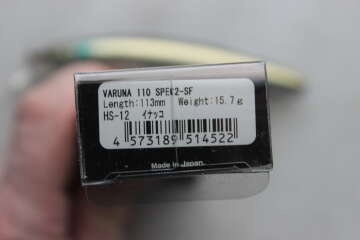 VARUNA 110 SPEC2-SF
Length:113mm Weight:15.7g
HS-12 イナッコ
4 573189 514522
Made in Japan.